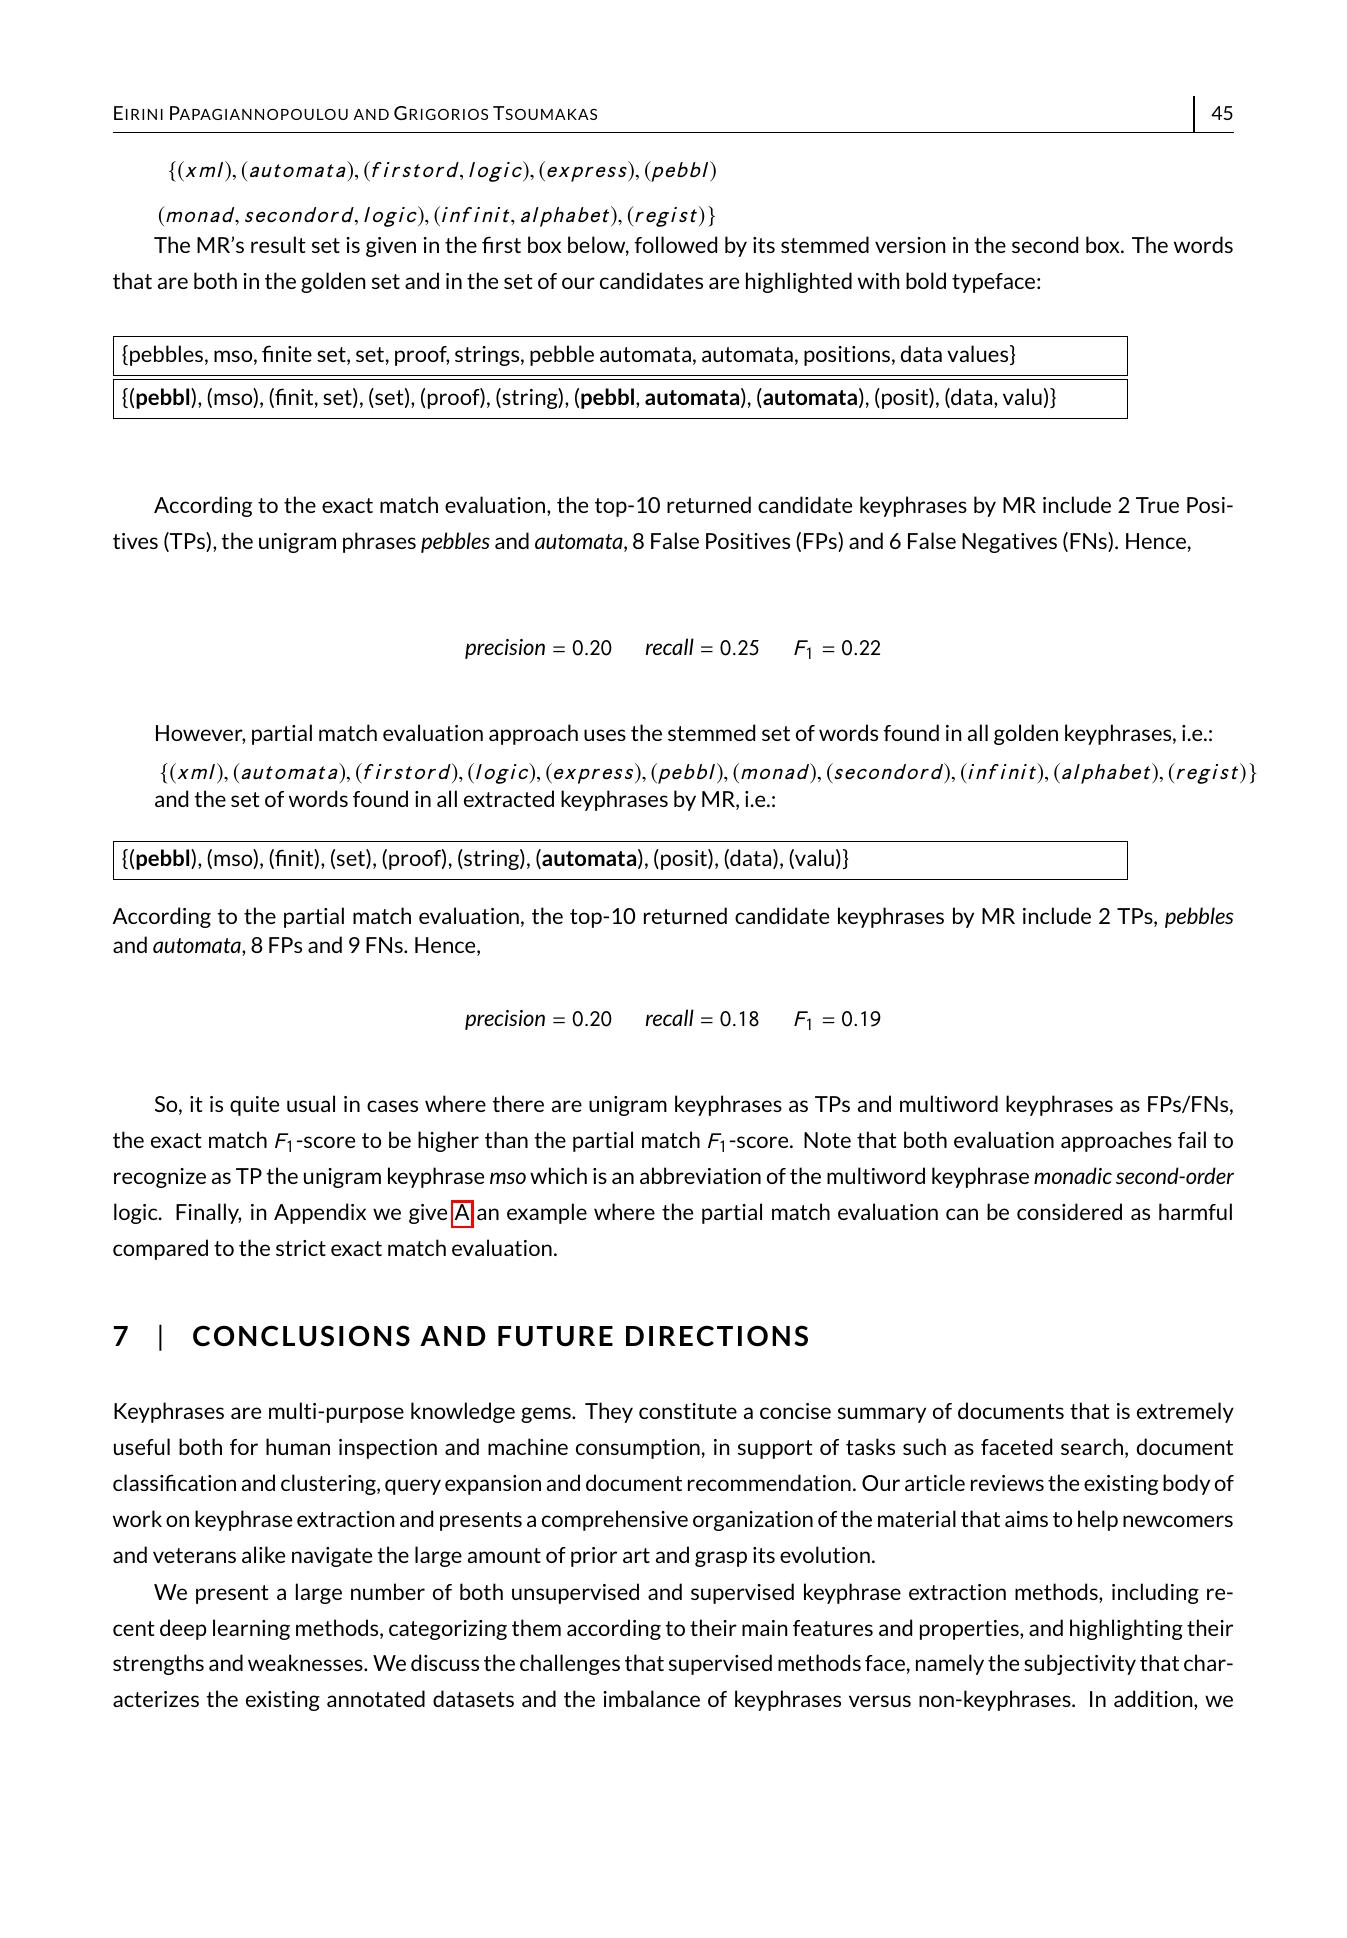 EIRINI PAPAGIANNOPOULOU AND GRIGORIOS TSOUMAKAS 45
{(xml), (automata), (firstord, logic), (express), (pebbl)
(monad, secondord, logic), (infinit, alphabet), (regist)}
The MR's result set is given in the first box below, followed by its stemmed version in the second box. The words
that are both in the golden set and in the set of our candidates are highlighted with bold typeface:
{pebbles, mso, finite set, set, proof, strings, pebble automata, automata, positions, data values}
{(pebbl), (mso), (finit, set), (set), (proof), (string), (pebbl, automata), (automata), (posit), (data, valu)}
According to the exact match evaluation, the top-10 returned candidate keyphrases by MR include 2 True Posi-
tives (TPs), the unigram phrases pebbles and automata, 8 False Positives (FPs) and 6 False Negatives (FNs). Hence,
precision = 0.20 recall = 0.25 F1 = 0.22
However, partial match evaluation approach uses the stemmed set of words found in all golden keyphrases, i.e.:
{(xml), (automata), (firstord), (logic), (express), (pebbl), (monad), (secondord), (infinit), (alphabet), (regist)}
and the set of words found in all extracted keyphrases by MR, i.e.:
{(pebbl), (mso), (finit), (set), (proof), (string), (automata), (posit), (data), (valu)}
According to the partial match evaluation, the top-10 returned candidate keyphrases by MR include 2 TPs, pebbles
and automata, 8 FPs and 9 FNs. Hence,
precision = 0.20 recall = 0.18 F1 = 0.19
So, it is quite usual in cases where there are unigram keyphrases as TPs and multiword keyphrases as FPs/FNs,
the exact match F1-score to be higher than the partial match F1-score. Note that both evaluation approaches fail to
recognize as TP the unigram keyphrase mso which is an abbreviation of the multiword keyphrase monadic second-order
logic. Finally, in Appendix we give A an example where the partial match evaluation can be considered as harmful
compared to the strict exact match evaluation.
7 | CONCLUSIONS AND FUTURE DIRECTIONS
Keyphrases are multi-purpose knowledge gems. They constitute a concise summary of documents that is extremely
useful both for human inspection and machine consumption, in support of tasks such as faceted search, document
classification and clustering, query expansion and document recommendation. Our article reviews the existing body of
work on keyphrase extraction and presents a comprehensive organization of the material that aims to help newcomers
and veterans alike navigate the large amount of prior art and grasp its evolution.
We present a large number of both unsupervised and supervised keyphrase extraction methods, including re-
cent deep learning methods, categorizing them according to their main features and properties, and highlighting their
strengths and weaknesses. We discuss the challenges that supervised methods face, namely the subjectivity that char-
acterizes the existing annotated datasets and the imbalance of keyphrases versus non-keyphrases. In addition, we